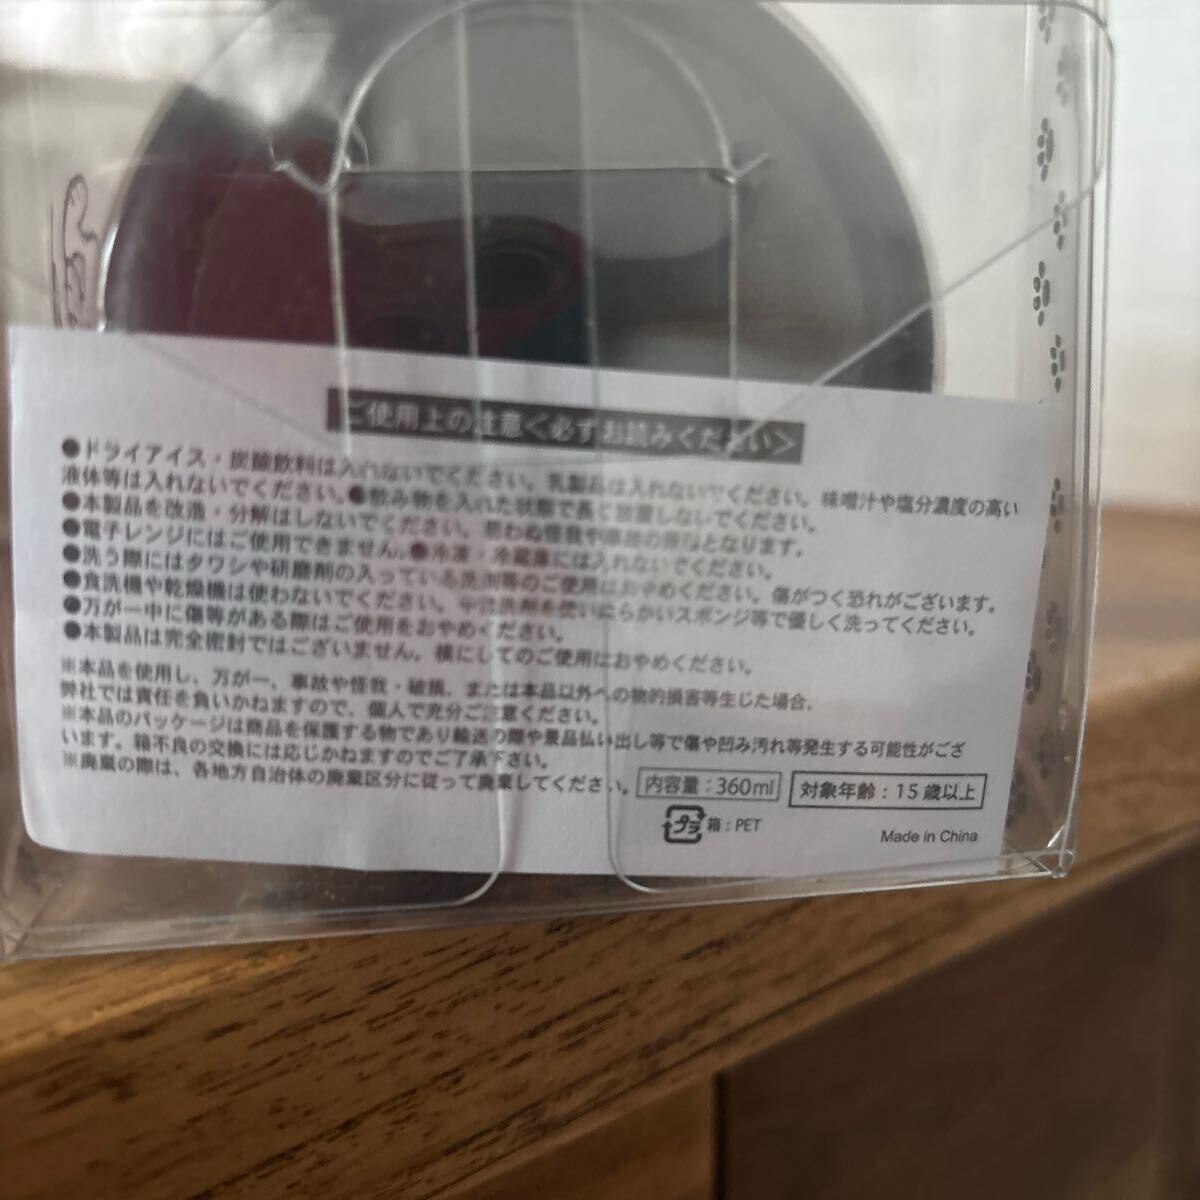 ご使用上の注意＜必ずお読みください＞
●ドライアイス・炭酸飲料は入れないでください。乳製品は入れないでください。味噌汁や塩分濃度の高い
液体等は入れないでください。●飲み物を入れた状態で長く放置しないでください。
●本製品を改造・分解はしないでください。思わぬ怪我や事故の原因となります。
●電子レンジにはご使用できません。●冷凍・冷蔵庫には入れないでください。
●洗う際にはタワシや研磨剤の入っている洗剤等のご使用はおやめください。傷がつく恐れがございます。
●食洗機や乾燥機は使わないでください。中性洗剤を使い柔らかいスポンジ等で優しく洗ってください。
●万が一中に傷等がある際はご使用をおやめください。
●本製品は完全密封ではございません。横にしてのご使用はおやめください。
※本品を使用し、万が一、事故や怪我・破損、または本品以外への物的損害等生じた場合、
弊社では責任を負いかねますので、個人で充分ご注意ください。
※本品のパッケージは商品を保護する物であり輸送の際や景品払い出し等で傷や凹み汚れ等発生する可能性がござ
います。箱不良の交換には応じかねますのでご了承下さい。
※廃棄の際は、各地方自治体の廃棄区分に従って廃棄してください。
内容量：360ml
対象年齢：15歳以上
プラ 箱：PET
Made in China